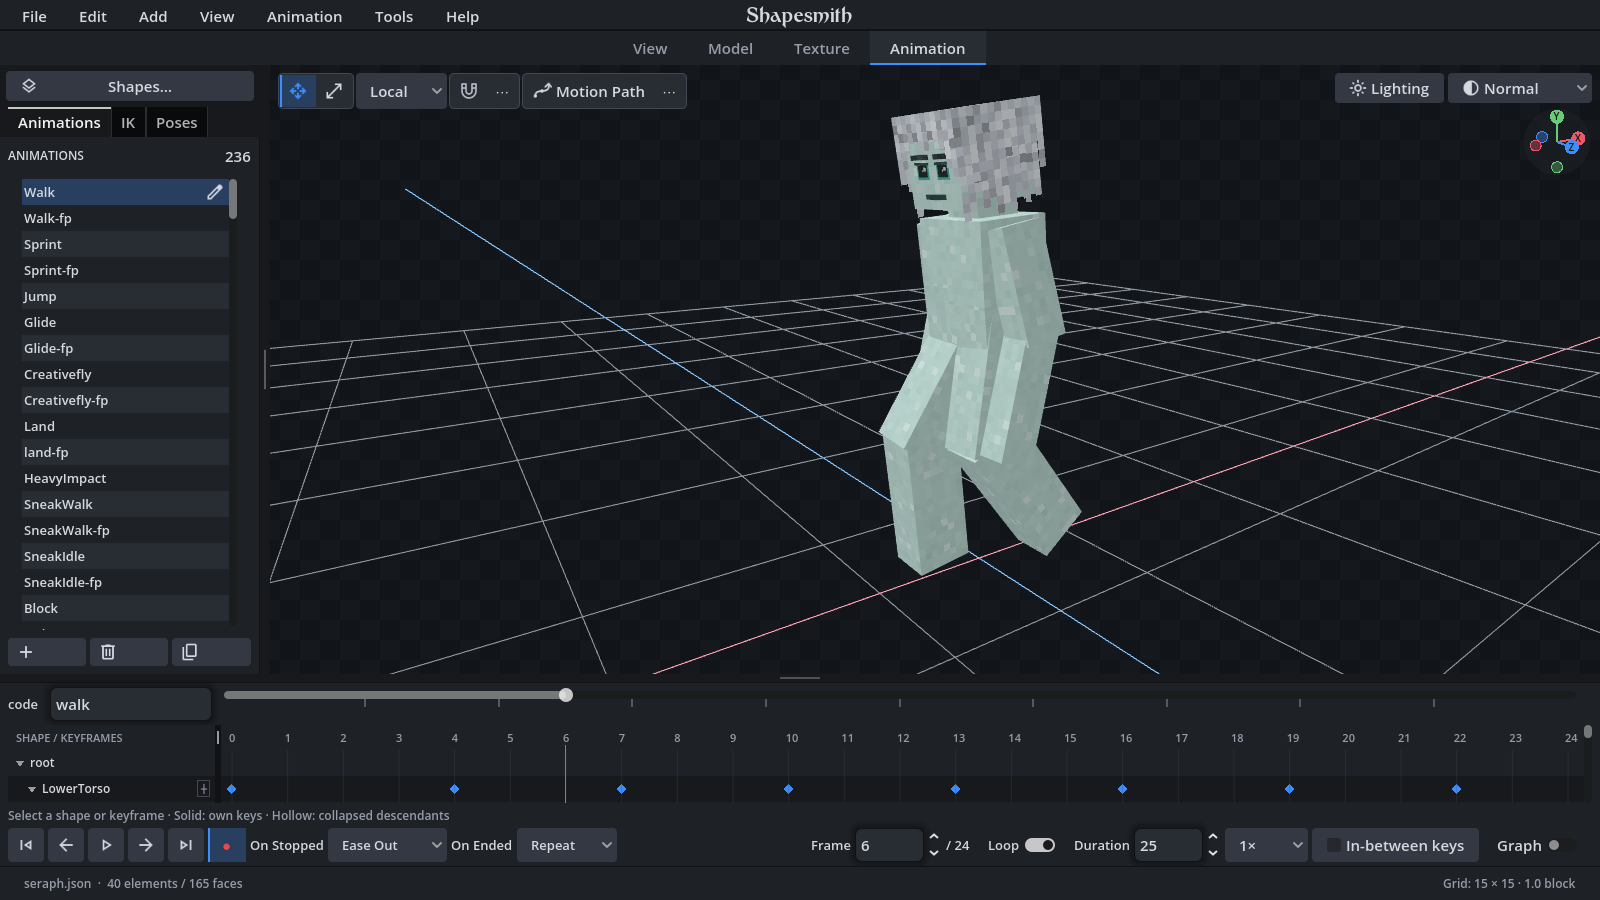 File Edit Add View Animation Tools Help Shapesmith
View Model Texture Animation
Shapes...
Local ... Motion Path ... Lighting Normal
Animations IK Poses
ANIMATIONS 236
Walk
Walk-fp
Sprint
Sprint-fp
Jump
Glide
Glide-fp
Creativefly
Creativefly-fp
Land
land-fp
HeavyImpact
SneakWalk
SneakWalk-fp
SneakIdle
SneakIdle-fp
Block
Y
X
Z
code walk
SHAPE / KEYFRAMES 0 1 2 3 4 5 6 7 8 9 10 11 12 13 14 15 16 17 18 19 20 21 22 23 24
root
LowerTorso
Select a shape or keyframe · Solid: own keys · Hollow: collapsed descendants
On Stopped Ease Out On Ended Repeat Frame 6 / 24 Loop Duration 25 1× In-between keys Graph
seraph.json · 40 elements / 165 faces Grid: 15 × 15 · 1.0 block